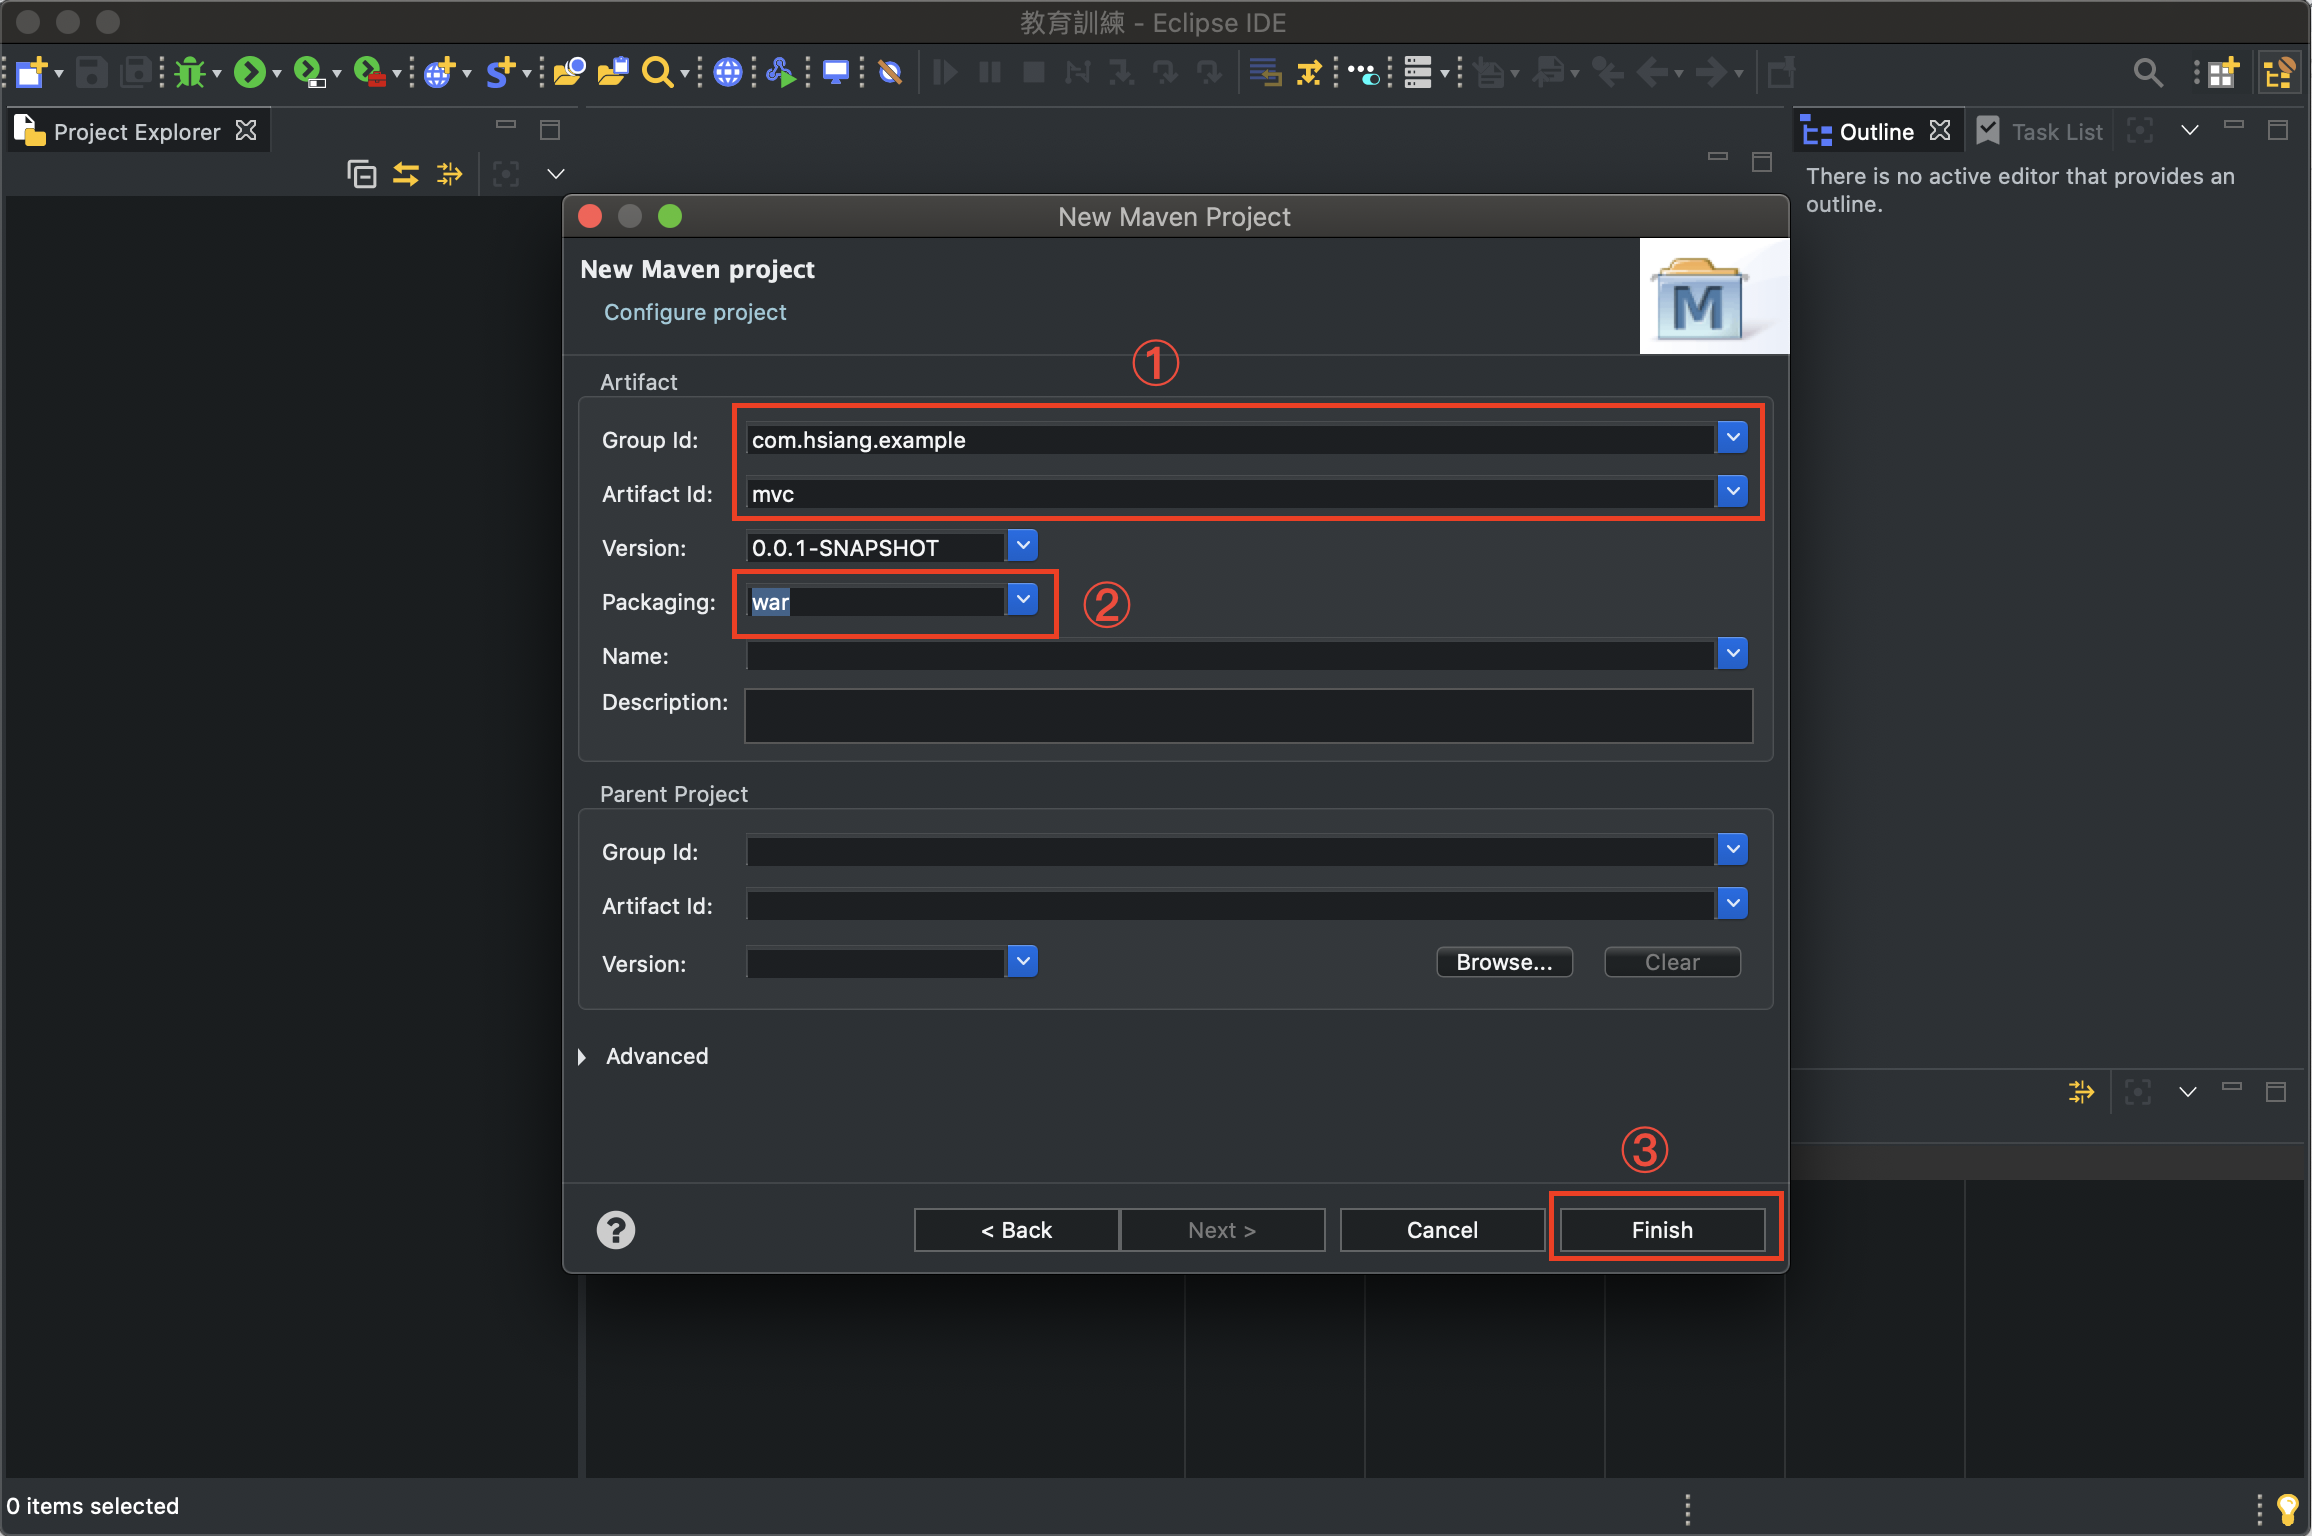 教育訓練 - Eclipse IDE
Project Explorer
Outline
Task List
There is no active editor that provides an
outline.
New Maven Project
New Maven project
Configure project
M
①
Artifact
Group Id: com.hsiang.example
Artifact Id: mvc
Version: 0.0.1-SNAPSHOT
Packaging: war
②
Name:
Description:
Parent Project
Group Id:
Artifact Id:
Version:
Browse...
Clear
Advanced
③
?
< Back
Next >
Cancel
Finish
0 items selected